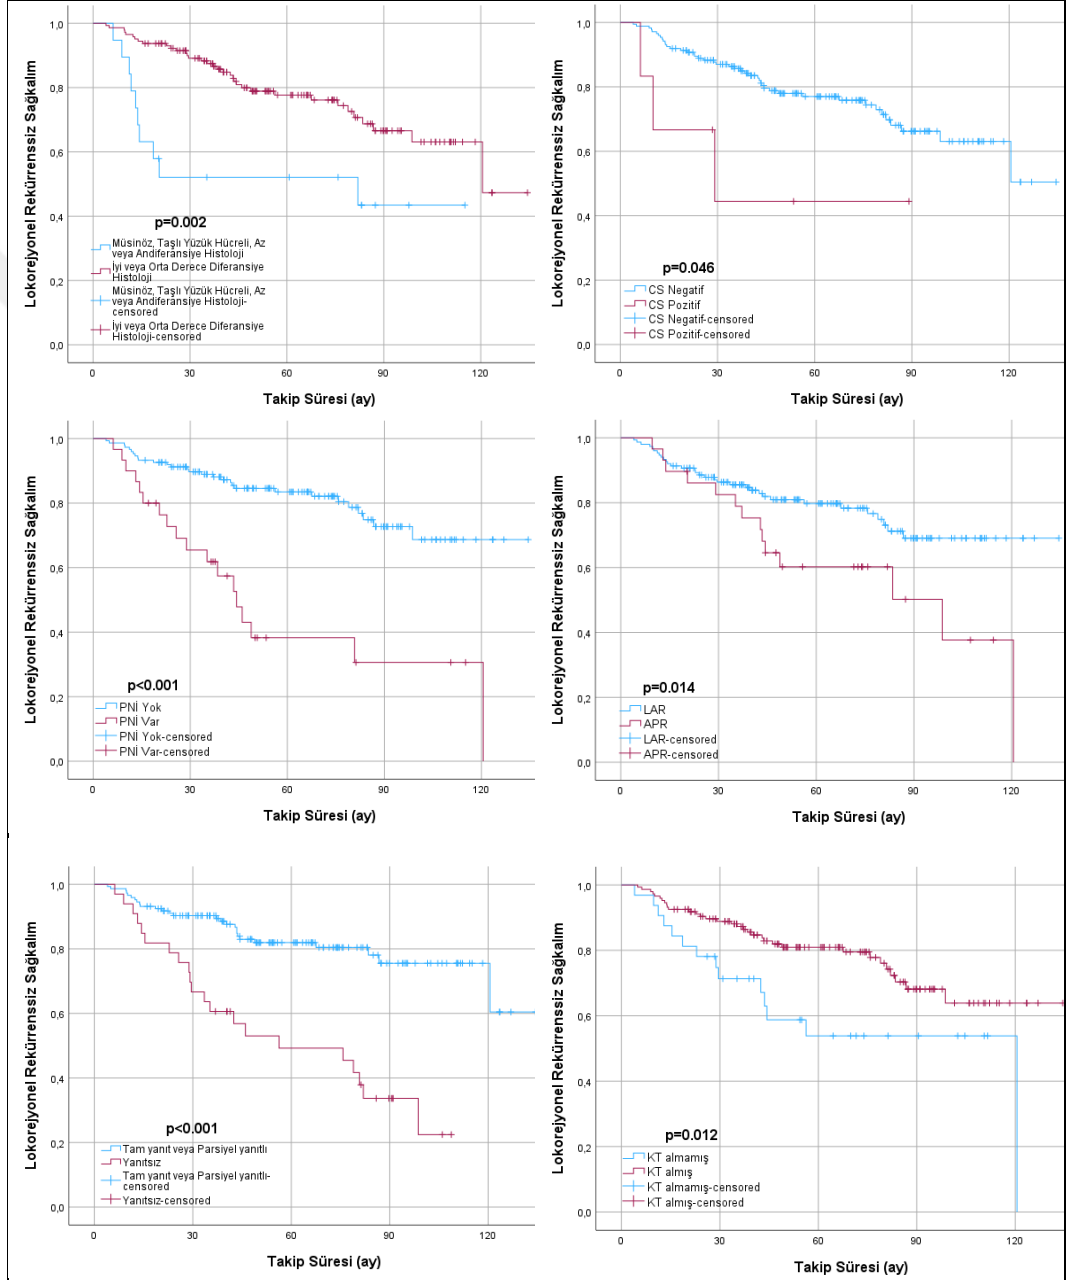 Lokorejyonel Rekürrenssiz Sağkalım
1,0
0,8
0,6
0,4
0,2
0,0
p=0.002
Müsinöz, Taşlı Yüzük Hücreli, Az
veya Andiferansiye Histoloji
İyi veya Orta Derece Diferansiye
Histoloji
Müsinöz, Taşlı Yüzük Hücreli, Az
veya Andiferansiye Histoloji-
censored
İyi veya Orta Derece Diferansiye
Histoloji-censored
0 30 60 90 120
Takip Süresi (ay)
Lokorejyonel Rekürrenssiz Sağkalım
1,0
0,8
0,6
0,4
0,2
0,0
p=0.046
CS Negatif
CS Pozitif
CS Negatif-censored
CS Pozitif-censored
0 30 60 90 120
Takip Süresi (ay)
Lokorejyonel Rekürrenssiz Sağkalım
1,0
0,8
0,6
0,4
0,2
0,0
p<0.001
PNİ Yok
PNİ Var
PNİ Yok-censored
PNİ Var-censored
0 30 60 90 120
Takip Süresi (ay)
Lokorejyonel Rekürrenssiz Sağkalım
1,0
0,8
0,6
0,4
0,2
0,0
p=0.014
LAR
APR
LAR-censored
APR-censored
0 30 60 90 120
Takip Süresi (ay)
Lokorejyonel Rekürrenssiz Sağkalım
1,0
0,8
0,6
0,4
0,2
0,0
p<0.001
Tam yanıt veya Parsiyel yanıtlı
Yanıtsız
Tam yanıt veya Parsiyel yanıtlı-
censored
Yanıtsız-censored
0 30 60 90 120
Takip Süresi (ay)
Lokorejyonel Rekürrenssiz Sağkalım
1,0
0,8
0,6
0,4
0,2
0,0
p=0.012
KT almamış
KT almış
KT almamış-censored
KT almış-censored
0 30 60 90 120
Takip Süresi (ay)